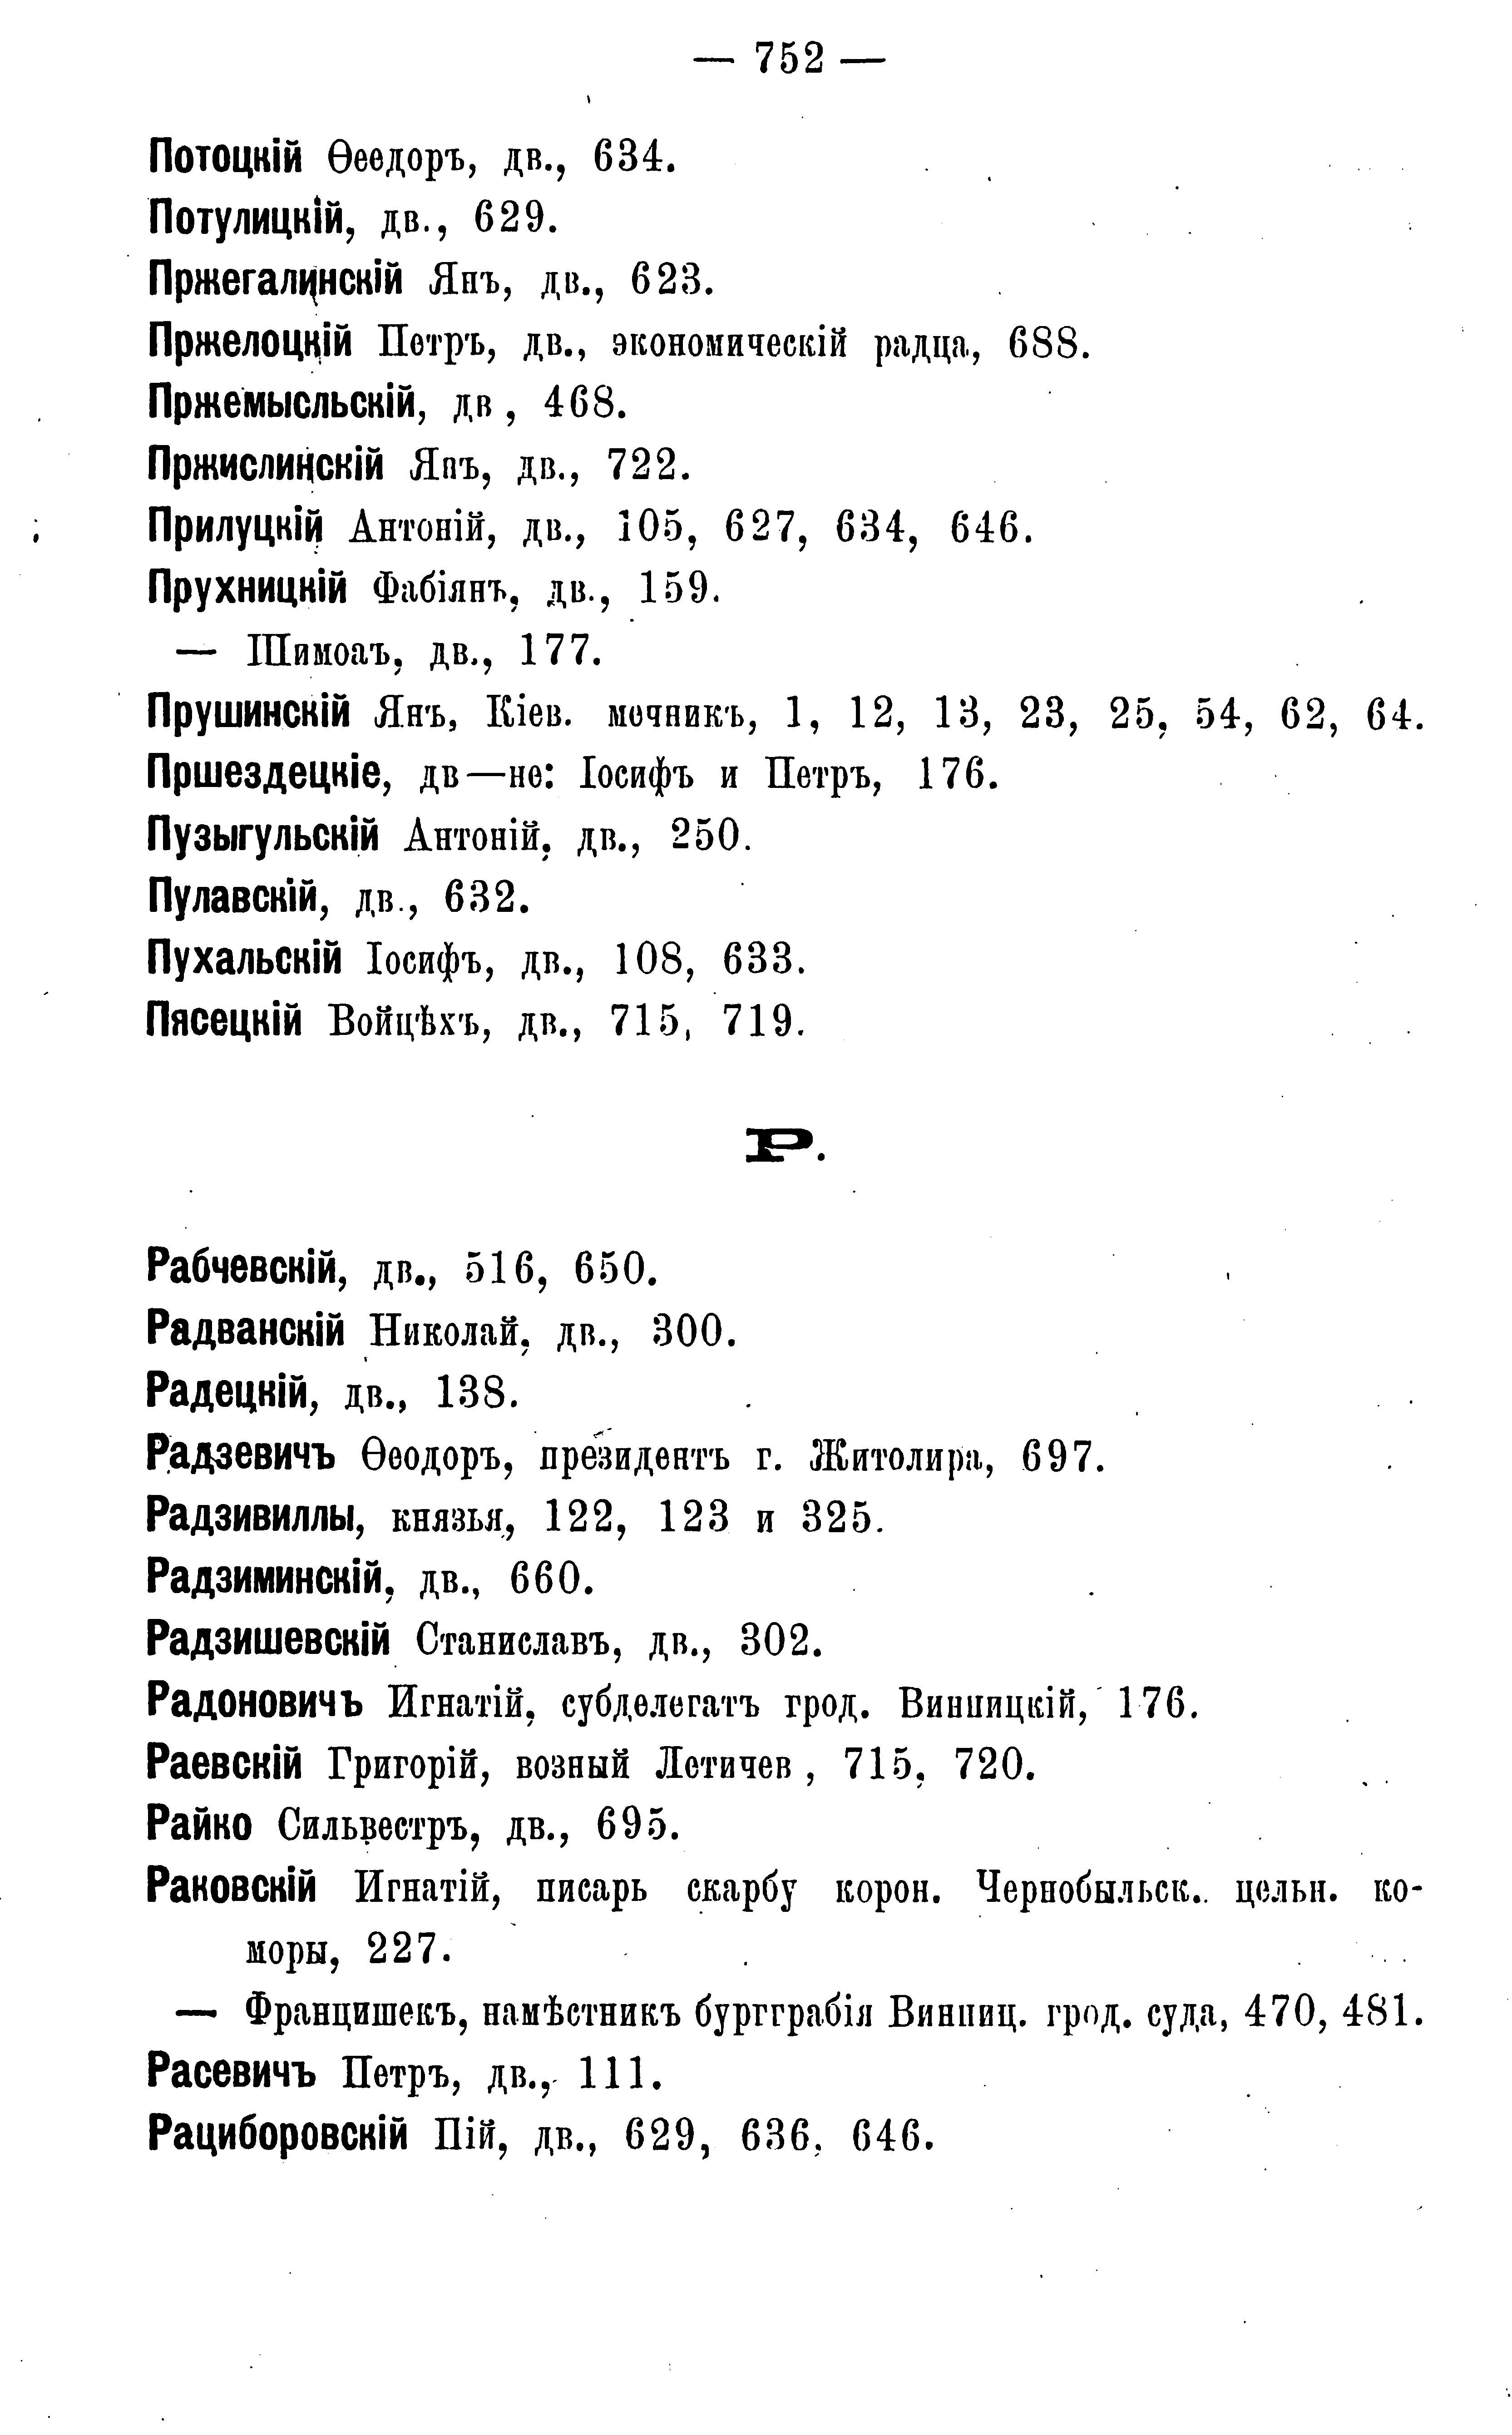 — 752 —
Потоцкій Ѳеедоръ, дв., 634.
Потулицкій, дв., 629.
Пржегалинскій Янъ, дв., 623.
Пржелоцкій Петръ, дв., экономическій радца, 688.
Пржемысльскій, дв , 468.
Пржислинскій Янъ, дв., 722.
Прилуцкій Антоній, дв., 105, 627, 634, 646.
Прухницкій Фабіянъ, дв., 159.
— Шимоаъ, дв., 177.
Прушинскій Янъ, Кіев. мечникъ, 1, 12, 13, 23, 25, 54, 62, 64.
Пршездецкіе, дв—не: Іосифъ и Петръ, 176.
Пузыгульскій Антоній, дв., 250.
Пулавскій, дв., 632.
Пухальскій Іосифъ, дв., 108, 633.
Пясецкій Войцѣхъ, дв., 715, 719.
Р.
Рабчевскій, дв., 516, 650.
Радванскій Николай, дв., 300.
Радецкій, дв., 138.
Радзевичъ Ѳеодоръ, президентъ г. Житолира, 697.
Радзивиллы, князья, 122, 123 и 325.
Радзиминскій, дв., 660.
Радзишевскій Станиславъ, дв., 302.
Радоновичъ Игнатій, субделегатъ грод. Винницкій, 176.
Раевскій Григорій, возный Летичев , 715, 720.
Райко Сильвестръ, дв., 695.
Раковскій Игнатій, писарь скарбу корон. Чернобыльск. цельн. ко-
моры, 227.
— Францишекъ, намѣстникъ бургграбія Винниц. грод. суда, 470, 481.
Расевичъ Петръ, дв., 111.
Рациборовскій Пій, дв., 629, 636, 646.